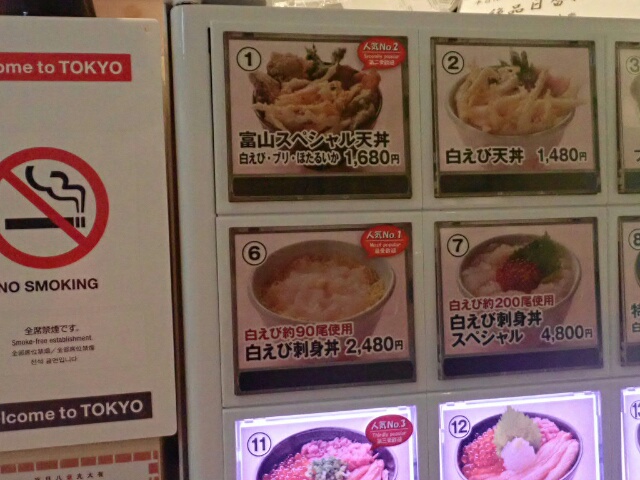 ome to TOKYO
NO SMOKING
全席禁煙です。
Smoke-free establishment.
elcome to TOKYO
①
人気No.2
富山スペシャル天丼
白えび・ブリ・ほたるいか 1,680円
②
白えび天丼 1,480円
⑥
人気No.1
白えび約90尾使用
白えび刺身丼 2,480円
⑦
白えび約200尾使用
白えび刺身丼
スペシャル 4,800円
⑪
人気No.3
⑫